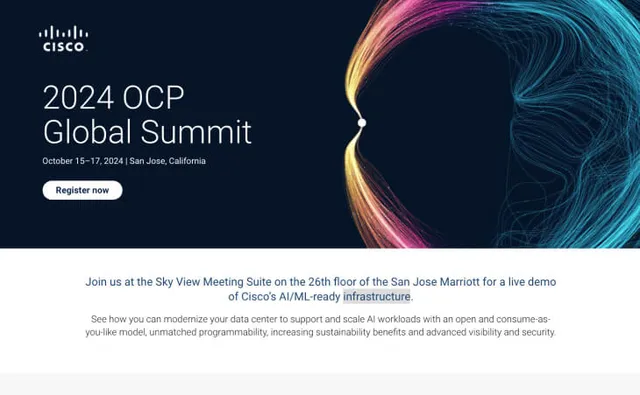 CISCO
2024 OCP
Global Summit
October 15–17, 2024 | San Jose, California
Register now
Join us at the Sky View Meeting Suite on the 26th floor of the San Jose Marriott for a live demo
of Cisco's AI/ML-ready infrastructure.
See how you can modernize your data center to support and scale AI workloads with an open and consume-as-
you-like model, unmatched programmability, increasing sustainability benefits and advanced visibility and security.